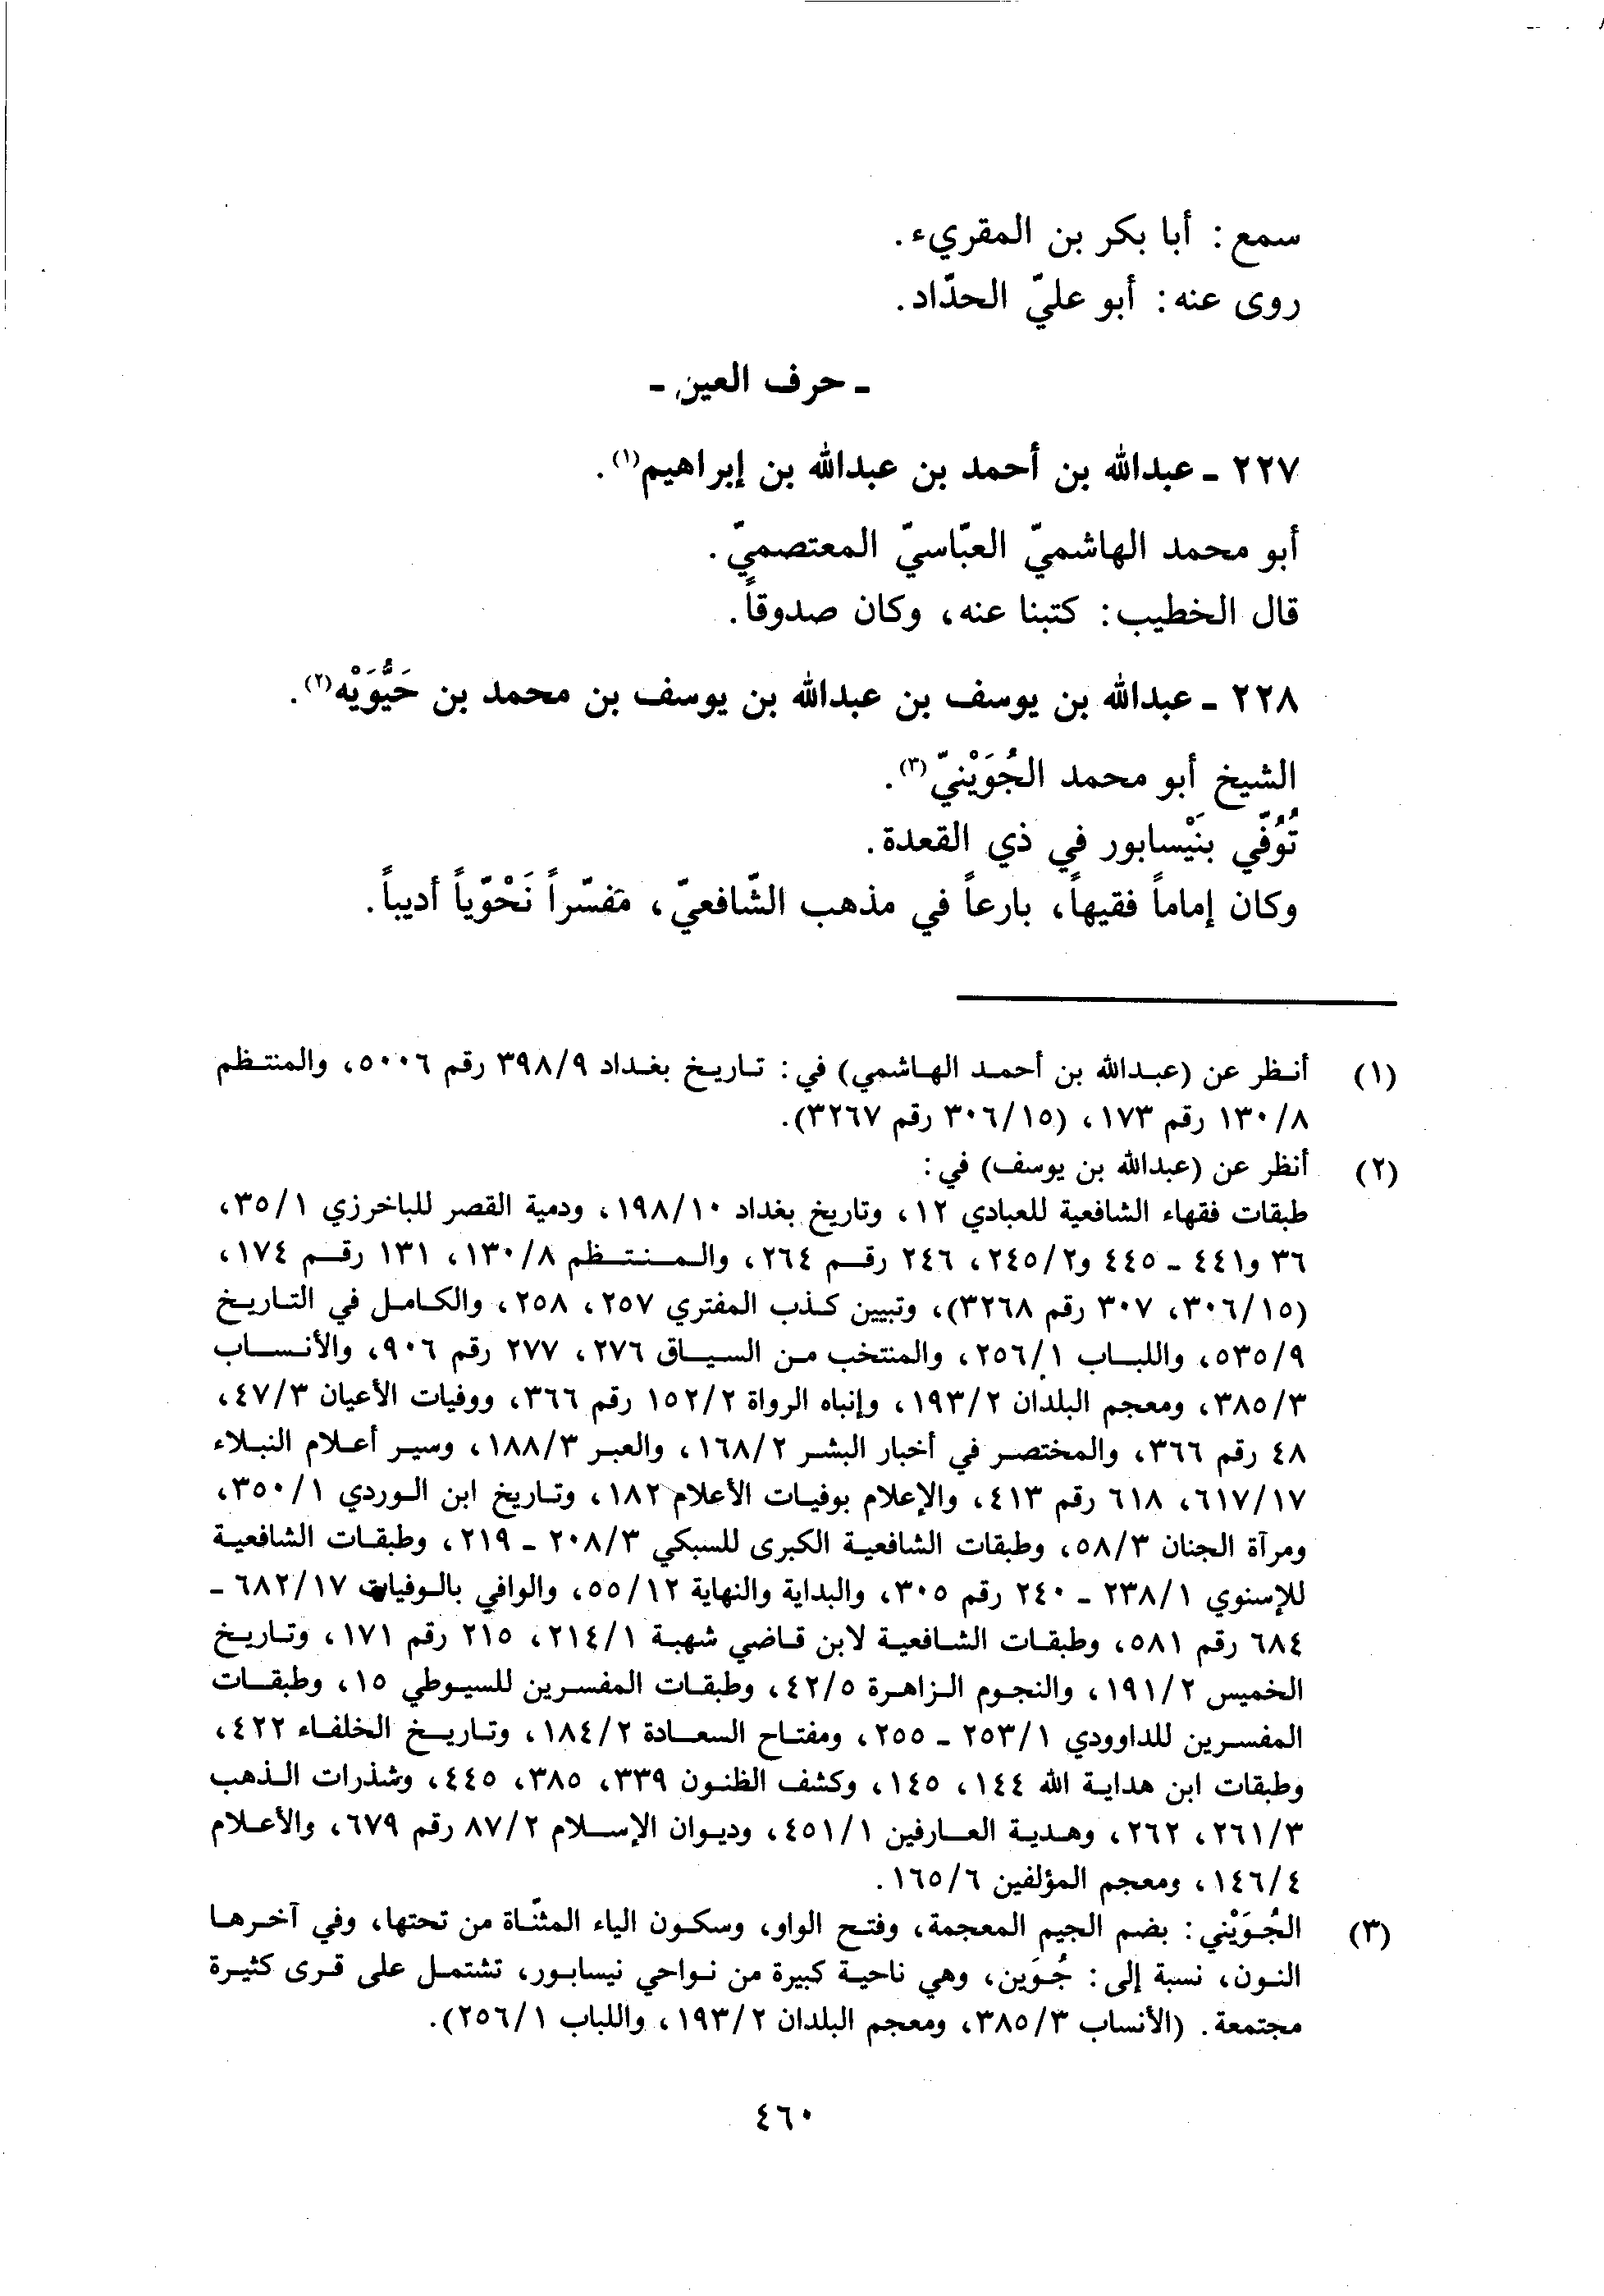 سمع: أبا بكر بن المقريء.
روى عنه: أبو عليّ الحدّاد.
ـ حرف العين ـ
٢٢٧ ـ عبدالله بن أحمد بن عبدالله بن إبراهيم(١).
أبو محمد الهاشميّ العبّاسيّ المعتصميّ.
قال الخطيب: كتبنا عنه، وكان صدوقاً.
٢٢٨ ـ عبدالله بن يوسف بن عبدالله بن يوسف بن محمد بن حَيُّوَيْه(٢).
الشيخ أبو محمد الجُوَيْنيّ(٣).
تُوُفّي بنَيْسابور في ذي القعدة.
وكان إماماً فقيهاً، بارعاً في مذهب الشّافعيّ، مفسّراً نَحْوّياً أديباً.
(١) أنظر عن (عبدالله بن أحمد الهاشمي) في: تاريخ بغداد ٣٩٨/٩ رقم ٥٠٠٦، والمنتظم
١٣٠/٨ رقم ١٧٣، (٣٠٦/١٥ رقم ٣٢٦٧).
(٢) أنظر عن (عبدالله بن يوسف) في:
طبقات فقهاء الشافعية للعبادي ١٢، وتاريخ بغداد ١٩٨/١٠، ودمية القصر للباخرزي ٣٥/١،
٣٦ و٤٤١ ـ ٤٤٥ و٢٤٥/٢، ٢٤٦ رقم ٢٦٤، والمنتظم ١٣٠/٨، ١٣١ رقم ١٧٤،
(٣٠٦/١٥، ٣٠٧ رقم ٣٢٦٨)، وتبيين كذب المفتري ٢٥٧، ٢٥٨، والكامل في التاريخ
٥٣٥/٩، واللباب ٢٥٦/١، والمنتخب من السياق ٢٧٦، ٢٧٧ رقم ٩٠٦، والأنساب
٣٨٥/٣، ومعجم البلدان ١٩٣/٢، وإنباه الرواة ١٥٢/٢ رقم ٣٦٦، ووفيات الأعيان ٤٧/٣،
٤٨ رقم ٣٦٦، والمختصر في أخبار البشر ١٦٨/٢، والعبر ١٨٨/٣، وسير أعلام النبلاء
٦١٧/١٧، ٦١٨ رقم ٤١٣، والإعلام بوفيات الأعلام ١٨٢، وتاريخ ابن الوردي ٣٥٠/١،
ومرآة الجنان ٥٨/٣، وطبقات الشافعية الكبرى للسبكي ٢٠٨/٣ ـ ٢١٩، وطبقات الشافعية
للإسنوي ٢٣٨/١ ـ ٢٤٠ رقم ٣٠٥، والبداية والنهاية ٥٥/١٢، والوافي بالوفيات ٦٨٢/١٧ ـ
٦٨٤ رقم ٥٨١، وطبقات الشافعية لابن قاضي شهبة ٢١٤/١، ٢١٥ رقم ١٧١، وتاريخ
الخميس ١٩١/٢، والنجوم الزاهرة ٤٢/٥، وطبقات المفسرين للسيوطي ١٥، وطبقات
المفسرين للداوودي ٢٥٣/١ ـ ٢٥٥، ومفتاح السعادة ١٨٤/٢، وتاريخ الخلفاء ٤٢٢،
وطبقات ابن هداية الله ١٤٤، ١٤٥، وكشف الظنون ٣٣٩، ٣٨٥، ٤٤٥، وشذرات الذهب
٢٦١/٣، ٢٦٢، وهدية العارفين ٤٥١/١، وديوان الإسلام ٨٧/٢ رقم ٦٧٩، والأعلام
١٤٦/٤، ومعجم المؤلفين ١٦٥/٦.
(٣) الجُوَيْني: بضم الجيم المعجمة، وفتح الواو، وسكون الياء المثنّاة من تحتها، وفي آخرها
النون، نسبة إلى: جُوَين، وهي ناحية كبيرة من نواحي نيسابور، تشتمل على قرى كثيرة
مجتمعة. (الأنساب ٣٨٥/٣، ومعجم البلدان ١٩٣/٢، واللباب ٢٥٦/١).
٤٦٠